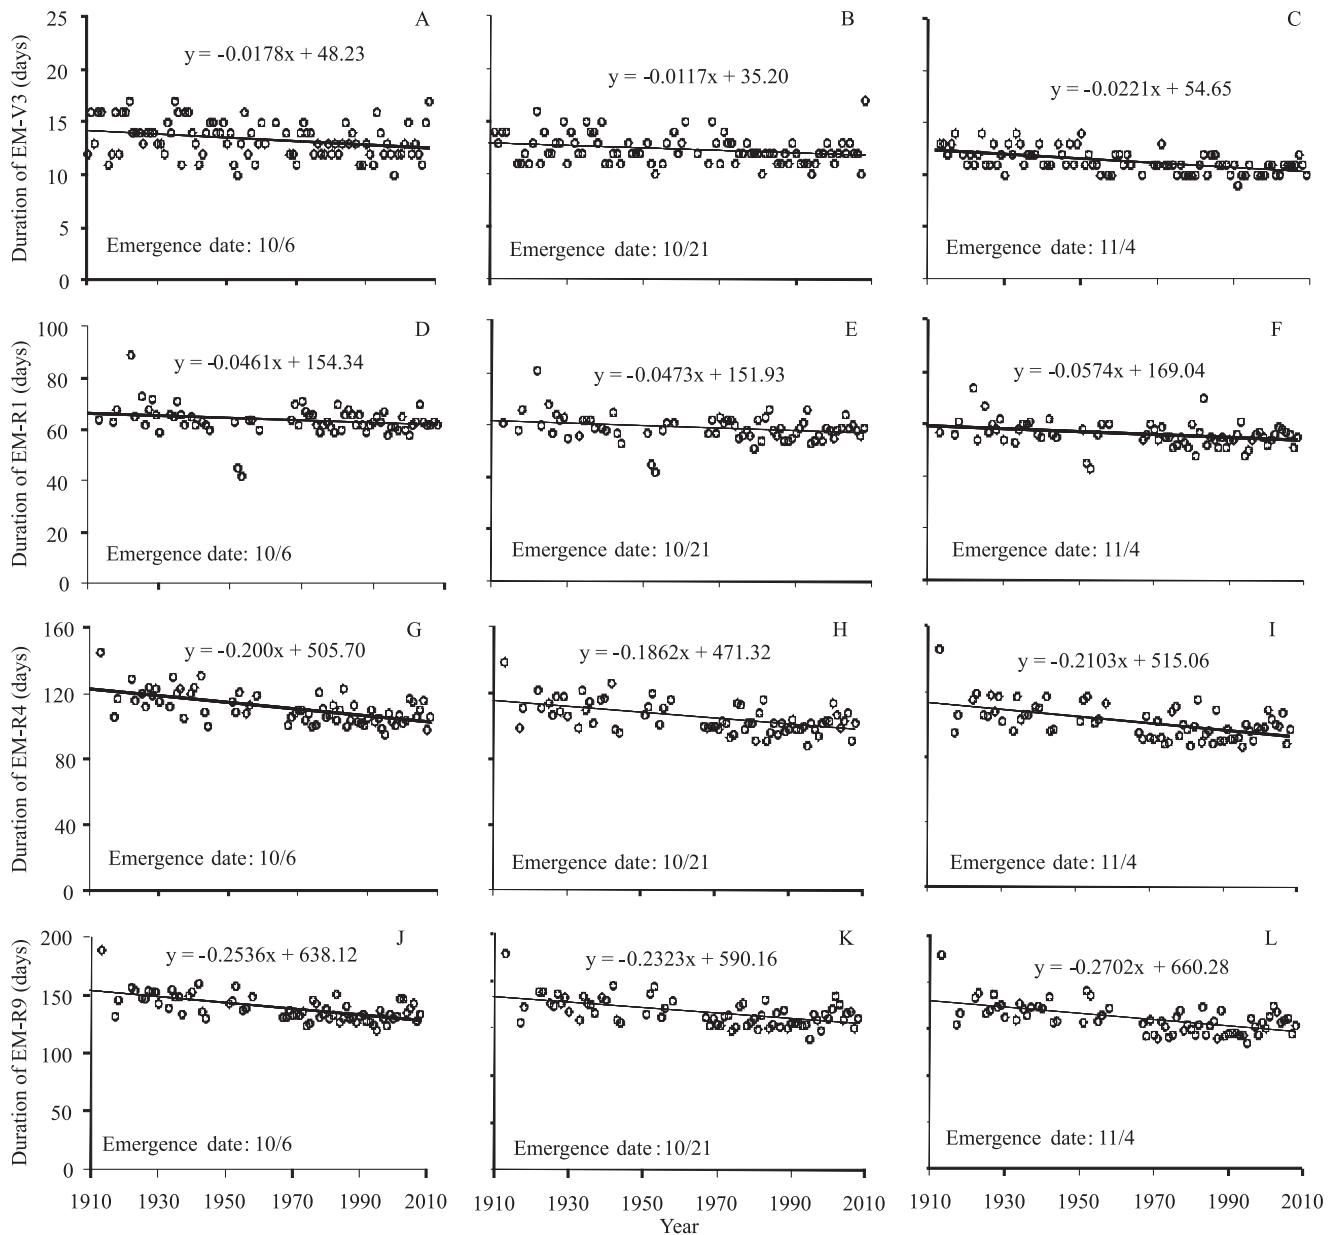 A
B
C
25
20
15
10
5
0
Duration of EM-V3 (days)
y = -0.0178x + 48.23
y = -0.0117x + 35.20
y = -0.0221x + 54.65
Emergence date: 10/6
Emergence date: 10/21
Emergence date: 11/4
D
E
F
100
80
60
40
20
0
Duration of EM-R1 (days)
y = -0.0461x + 154.34
y = -0.0473x + 151.93
y = -0.0574x + 169.04
Emergence date: 10/6
Emergence date: 10/21
Emergence date: 11/4
G
H
I
160
120
80
40
0
Duration of EM-R4 (days)
y = -0.200x + 505.70
y = -0.1862x + 471.32
y = -0.2103x + 515.06
Emergence date: 10/6
Emergence date: 10/21
Emergence date: 11/4
J
K
L
200
150
100
50
0
Duration of EM-R9 (days)
y = -0.2536x + 638.12
y = -0.2323x + 590.16
y = -0.2702x + 660.28
Emergence date: 10/6
Emergence date: 10/21
Emergence date: 11/4
1910 1930 1950 1970 1990 2010
1910 1930 1950 1970 1990 2010
1910 1930 1950 1970 1990 2010
Year